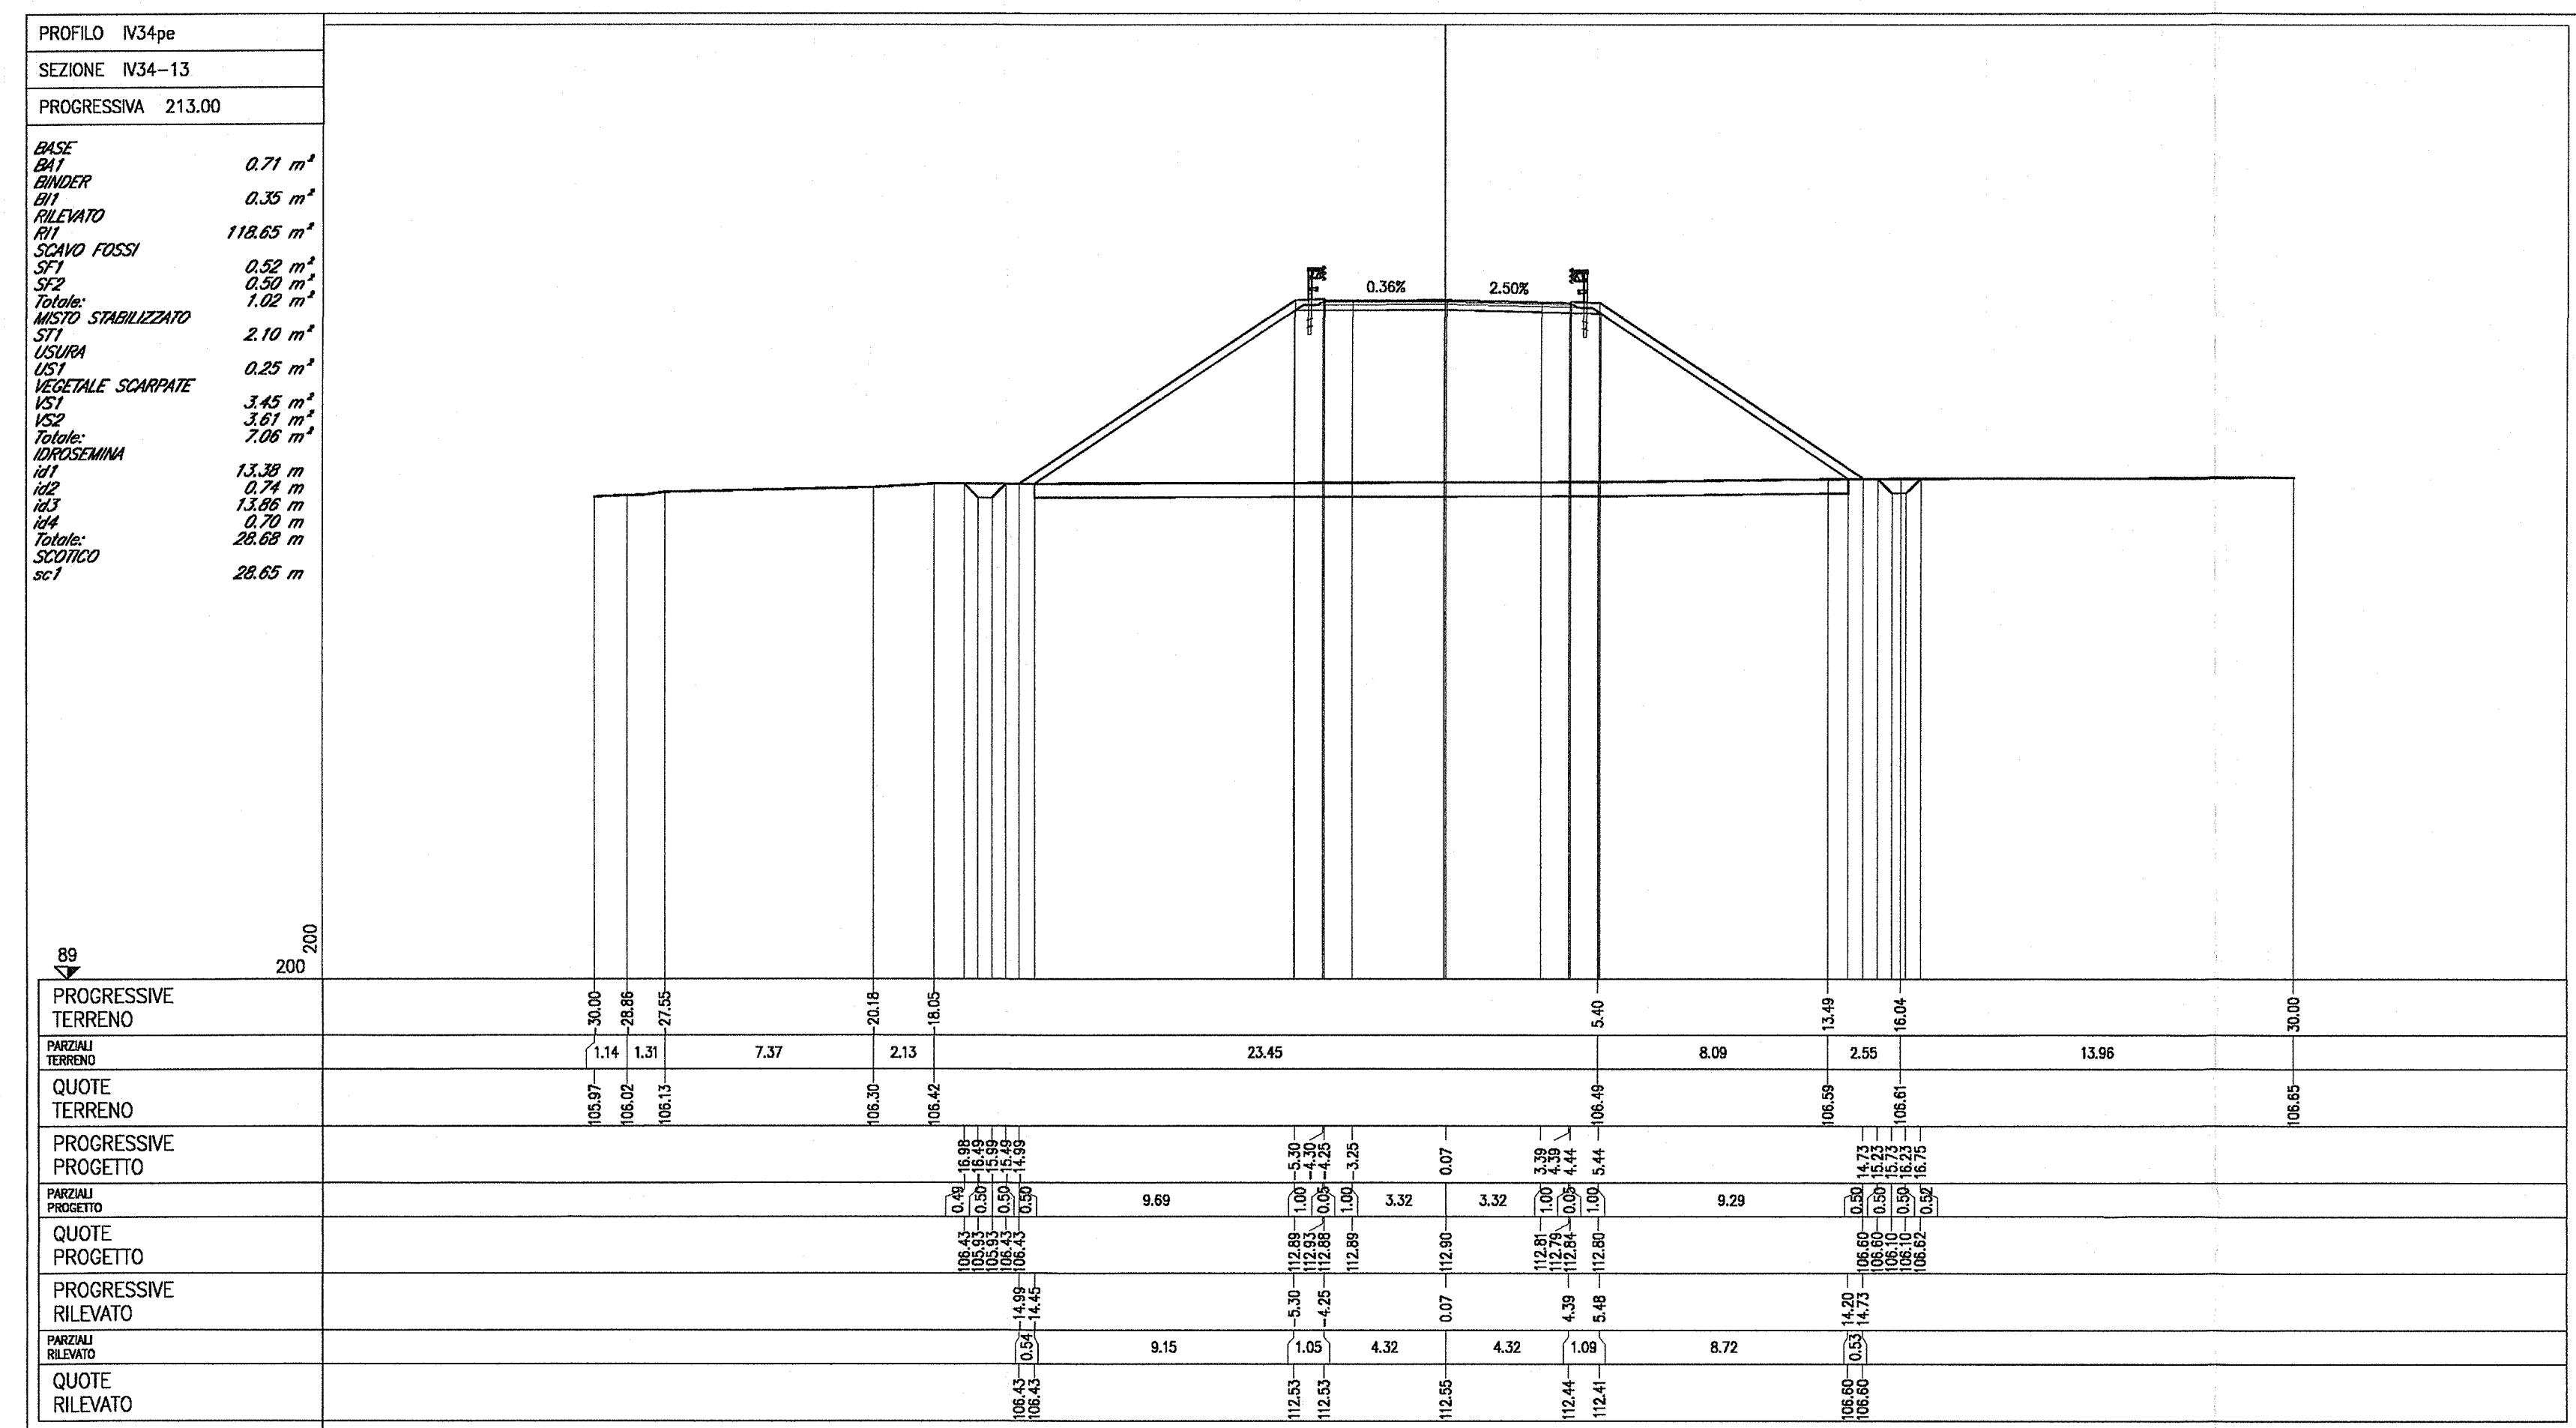 PROFILO IV34pe
SEZIONE IV34-13
PROGRESSIVA 213.00
BASE
BA1 0.71 m²
BINDER
BI1 0.35 m²
RILEVATO
RI1 118.65 m²
SCAVO FOSSI
SF1 0.52 m²
SF2 0.50 m²
Totale: 1.02 m²
MISTO STABILIZZATO
ST1 2.10 m²
USURA
US1 0.25 m²
VEGETALE SCARPATE
VS1 3.45 m²
VS2 3.61 m²
Totale: 7.06 m²
IDROSEMINA
id1 13.38 m
id2 0.74 m
id3 13.86 m
id4 0.70 m
Totale: 28.68 m
SCOTICO
sc1 28.65 m
0.36% 2.50%
89 200 200
PROGRESSIVE TERRENO
-30.00 -28.86 -27.55 -20.18 -18.05 5.40 13.49 16.04 30.00
PARZIALI TERRENO
1.14 1.31 7.37 2.13 23.45 8.09 2.55 13.96
QUOTE TERRENO
105.97 106.02 106.13 106.30 106.42 106.49 106.59 106.61 106.65
PROGRESSIVE PROGETTO
-16.98 -16.49 -15.99 -15.49 -14.99 -5.30 -4.30 -4.25 -3.25 0.07 3.39 4.39 4.44 5.44 14.73 15.23 15.73 16.23 16.75
PARZIALI PROGETTO
0.49 0.50 0.50 0.50 9.69 1.00 0.05 1.00 3.32 3.32 1.00 0.05 1.00 9.29 0.50 0.50 0.50 0.52
QUOTE PROGETTO
106.43 105.93 105.93 106.43 106.43 112.89 112.93 112.88 112.89 112.90 112.81 112.79 112.84 112.80 106.60 106.60 106.10 106.10 106.62
PROGRESSIVE RILEVATO
-14.99 -14.45 -5.30 -4.25 0.07 4.39 5.48 14.20 14.73
PARZIALI RILEVATO
0.54 9.15 1.05 4.32 4.32 1.09 8.72 0.53
QUOTE RILEVATO
106.43 106.43 112.53 112.53 112.55 112.44 112.41 106.60 106.60